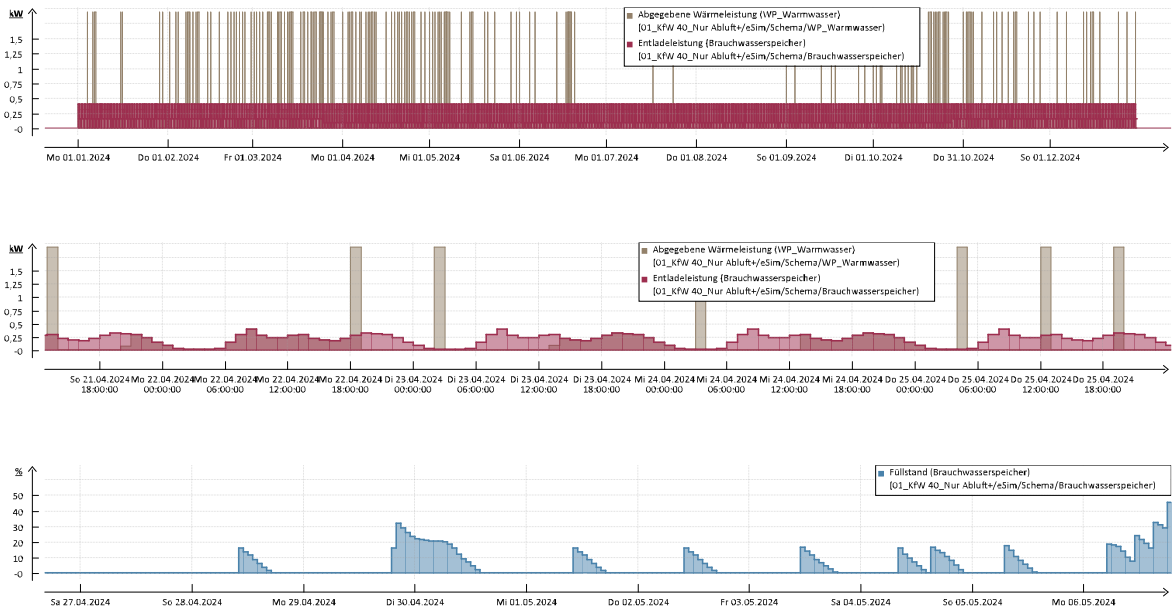 kW
Abgegebene Wärmeleistung (WP_Warmwasser)
[01_KfW 40_Nur Abluft+/eSim/Schema/WP_Warmwasser)
Entladeleistung (Brauchwasserspeicher)
[01_KfW 40_Nur Abluft+/eSim/Schema/Brauchwasserspeicher)
1,5
1
0,75
0,5
0,25
-0
Mo 01.01.2024 Do 01.02.2024 Fr 01.03.2024 Mo 01.04.2024 Mi 01.05.2024 Sa 01.06.2024 Mo 01.07.2024 Do 01.08.2024 So 01.09.2024 Di 01.10.2024 Do 31.10.2024 So 01.12.2024
kW
Abgegebene Wärmeleistung (WP_Warmwasser)
[01_KfW 40_Nur Abluft+/eSim/Schema/WP_Warmwasser)
Entladeleistung (Brauchwasserspeicher)
[01_KfW 40_Nur Abluft+/eSim/Schema/Brauchwasserspeicher)
1,5
1
0,75
0,5
0,25
-0
So 21.04.2024 Mo 22.04.2024 Mo 22.04.2024 Mo 22.04.2024 Mo 22.04.2024 Di 23.04.2024 Di 23.04.2024 Di 23.04.2024 Di 23.04.2024 Mi 24.04.2024 Mi 24.04.2024 Mi 24.04.2024 Mi 24.04.2024 Do 25.04.2024 Do 25.04.2024 Do 25.04.2024 Do 25.04.2024
18:00:00 00:00:00 06:00:00 12:00:00 18:00:00 00:00:00 06:00:00 12:00:00 18:00:00 00:00:00 06:00:00 12:00:00 18:00:00 00:00:00 06:00:00 12:00:00 18:00:00
%
Füllstand (Brauchwasserspeicher)
[01_KfW 40_Nur Abluft+/eSim/Schema/Brauchwasserspeicher)
50
40
30
20
10
-0
Sa 27.04.2024 So 28.04.2024 Mo 29.04.2024 Di 30.04.2024 Mi 01.05.2024 Do 02.05.2024 Fr 03.05.2024 Sa 04.05.2024 So 05.05.2024 Mo 06.05.2024